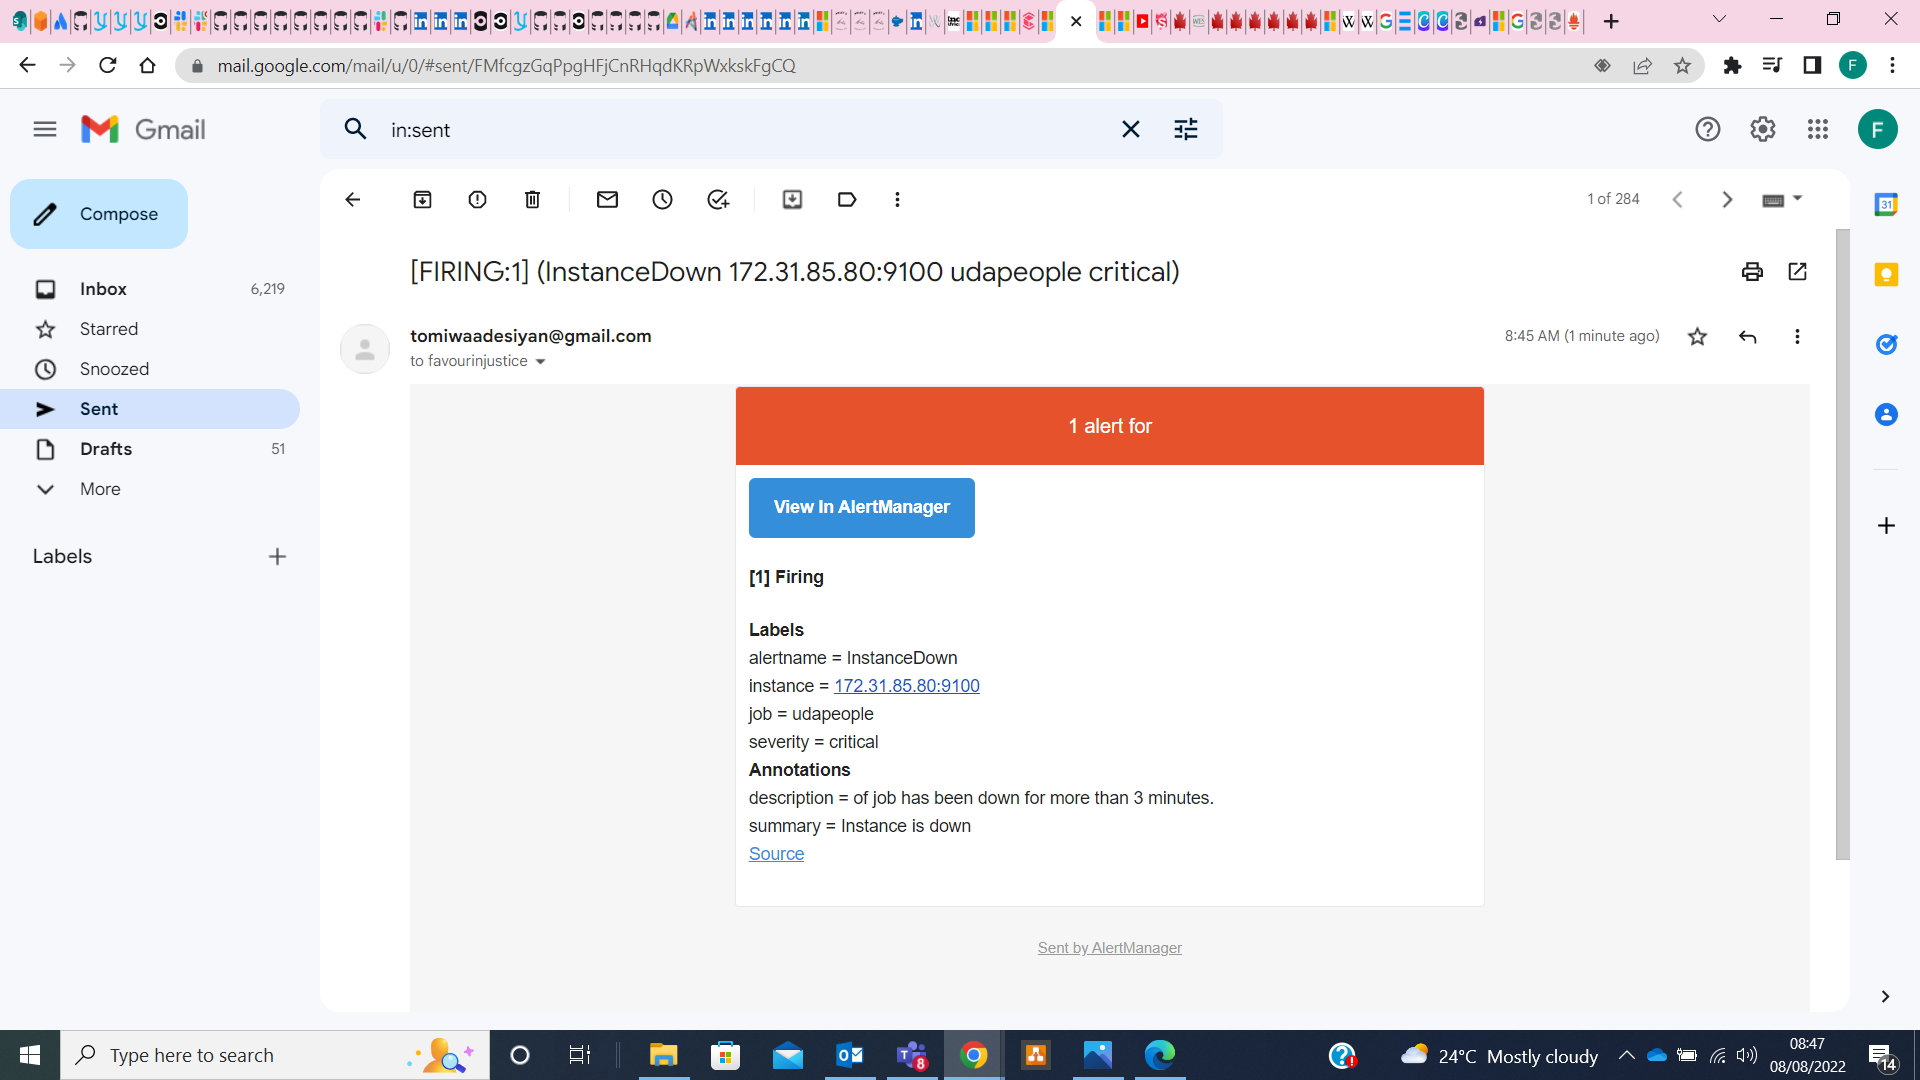 mail.google.com/mail/u/0/#sent/FMfcgzGqPpgHFjCnRHqdKRpWxkskFgCQ
F
Gmail
in:sent
F
Compose
1 of 284
Inbox 6,219
Starred
Snoozed
Sent
Drafts 51
More
Labels
[FIRING:1] (InstanceDown 172.31.85.80:9100 udapeople critical)
tomiwaadesiyan@gmail.com
8:45 AM (1 minute ago)
to favourinjustice
1 alert for
View In AlertManager
[1] Firing
Labels
alertname = InstanceDown
instance = 172.31.85.80:9100
job = udapeople
severity = critical
Annotations
description = of job has been down for more than 3 minutes.
summary = Instance is down
Source
Sent by AlertManager
31
Type here to search
8
24°C Mostly cloudy
08:47
08/08/2022
14